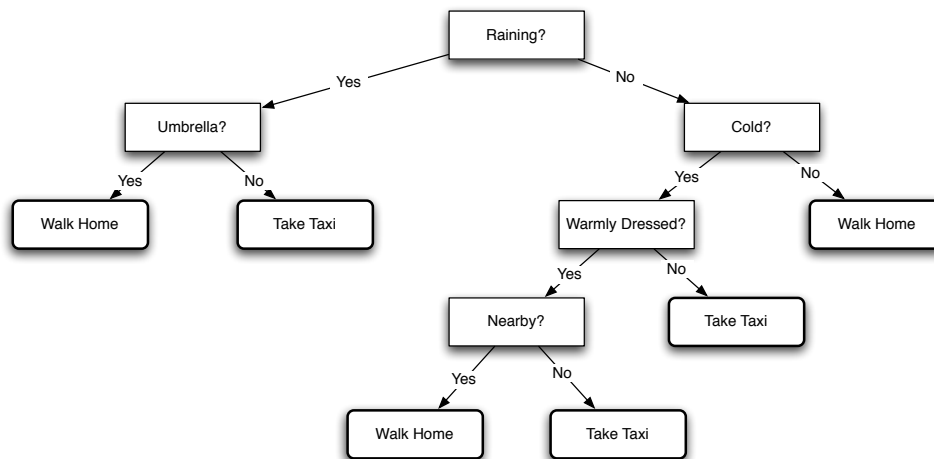 Raining?
Yes
No
Umbrella?
Cold?
Yes
No
Yes
No
Walk Home
Take Taxi
Warmly Dressed?
Walk Home
Yes
No
Nearby?
Take Taxi
Yes
No
Walk Home
Take Taxi